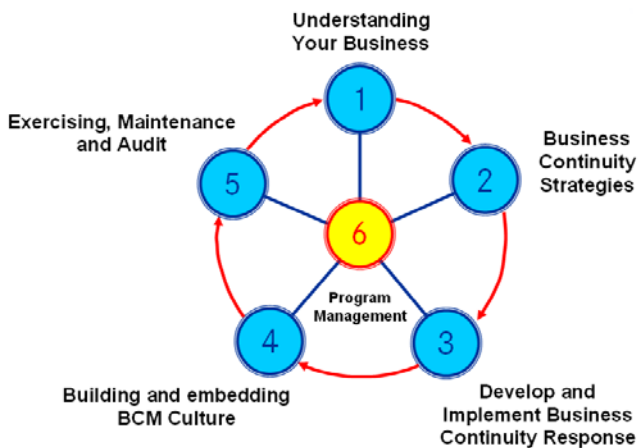 Understanding
Your Business
1
Exercising, Maintenance
and Audit
Business
Continuity
Strategies
5
2
6
Program
Management
4
3
Building and embedding
BCM Culture
Develop and
Implement Business
Continuity Response